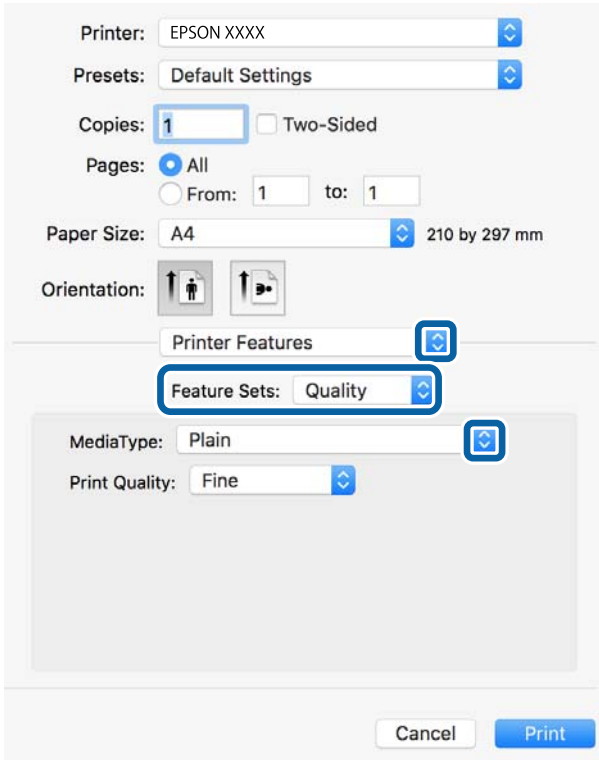 Printer: EPSON XXXX
Presets: Default Settings
Copies: 1 Two-Sided
Pages: All
From: 1 to: 1
Paper Size: A4 210 by 297 mm
Orientation:
Printer Features
Feature Sets: Quality
MediaType: Plain
Print Quality: Fine
Cancel Print